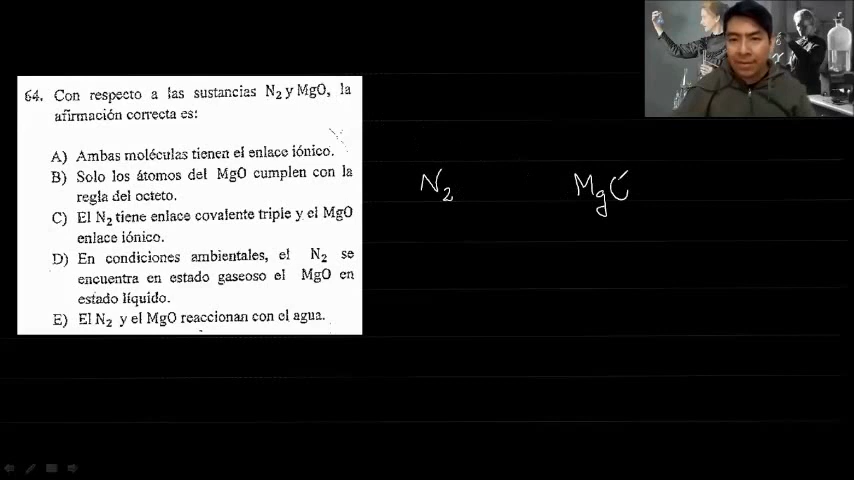 64. Con respecto a las sustancias N₂ y MgO, la
afirmación correcta es:
A) Ambas moléculas tienen el enlace iónico.
B) Solo los átomos del MgO cumplen con la
regla del octeto.
C) El N₂ tiene enlace covalente triple y el MgO
enlace iónico.
D) En condiciones ambientales, el N₂ se
encuentra en estado gaseoso el MgO en
estado líquido.
E) El N₂ y el MgO reaccionan con el agua.
N₂ MgO